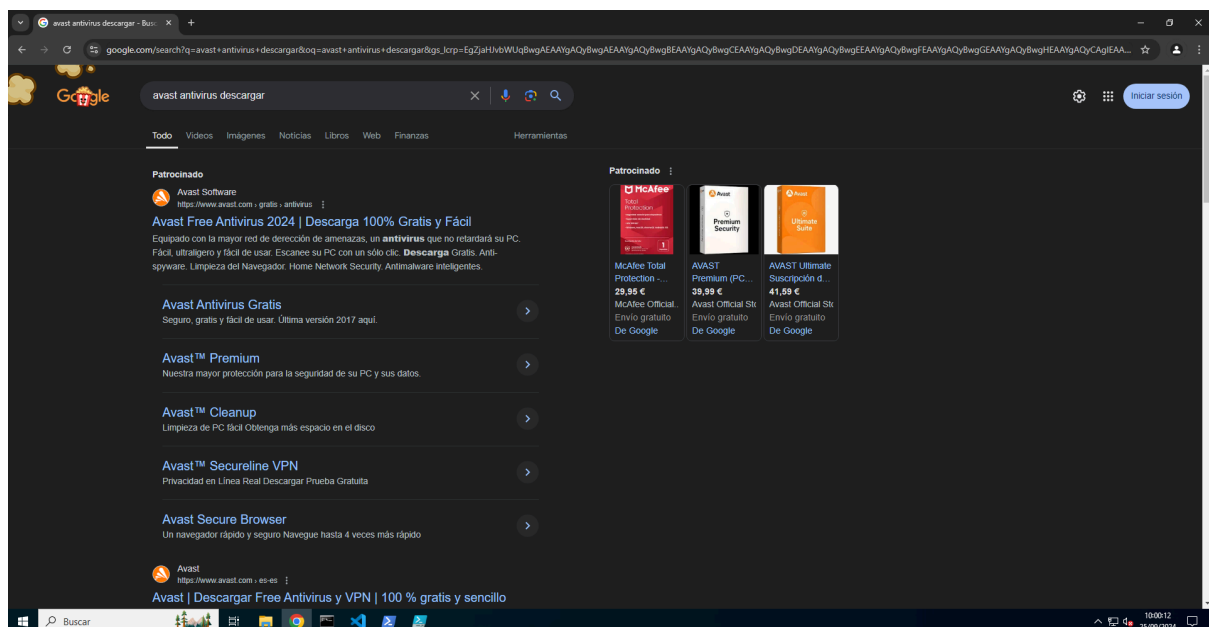 avast antivirus descargar - Bus
google.com/search?q=avast+antivirus+descargar&oq=avast+antivirus+descargar&gs_lcrp=
avast antivirus descargar
Iniciar sesión
Todo Vídeos Imágenes Noticias Libros Web Finanzas Herramientas
Patrocinado
Avast Software
https://www.avast.com › gratis › antivirus
Avast Free Antivirus 2024 | Descarga 100% Gratis y Fácil
Equipado con la mayor red de derección de amenazas, un antivirus que no retardará su PC.
Fácil, ultraligero y fácil de usar. Escanee su PC con un sólo clic. Descarga Gratis. Anti-
spyware. Limpieza del Navegador. Home Network Security. Antimalware inteligentes.
Avast Antivirus Gratis
Seguro, gratis y fácil de usar. Última versión 2017 aquí.
Avast™ Premium
Nuestra mayor protección para la seguridad de su PC y sus datos.
Avast™ Cleanup
Limpieza de PC fácil Obtenga más espacio en el disco
Avast™ Secureline VPN
Privacidad en Línea Real Descargar Prueba Gratuita
Avast Secure Browser
Un navegador rápido y seguro Navegue hasta 4 veces más rápido
Avast
https://www.avast.com › es-es
Avast | Descargar Free Antivirus y VPN | 100 % gratis y sencillo
Patrocinado
McAfee
Total
Protection
1
McAfee Total
Protection -...
29,95 €
McAfee Official..
Envío gratuito
De Google
Avast
Premium
Security
AVAST
Premium (PC...
39,99 €
Avast Official Sto
Envío gratuito
De Google
Avast
Ultimate
Suite
AVAST Ultimate
Suscripción d...
41,59 €
Avast Official Sto
Envío gratuito
De Google
Buscar
10:00:12
25/09/2024